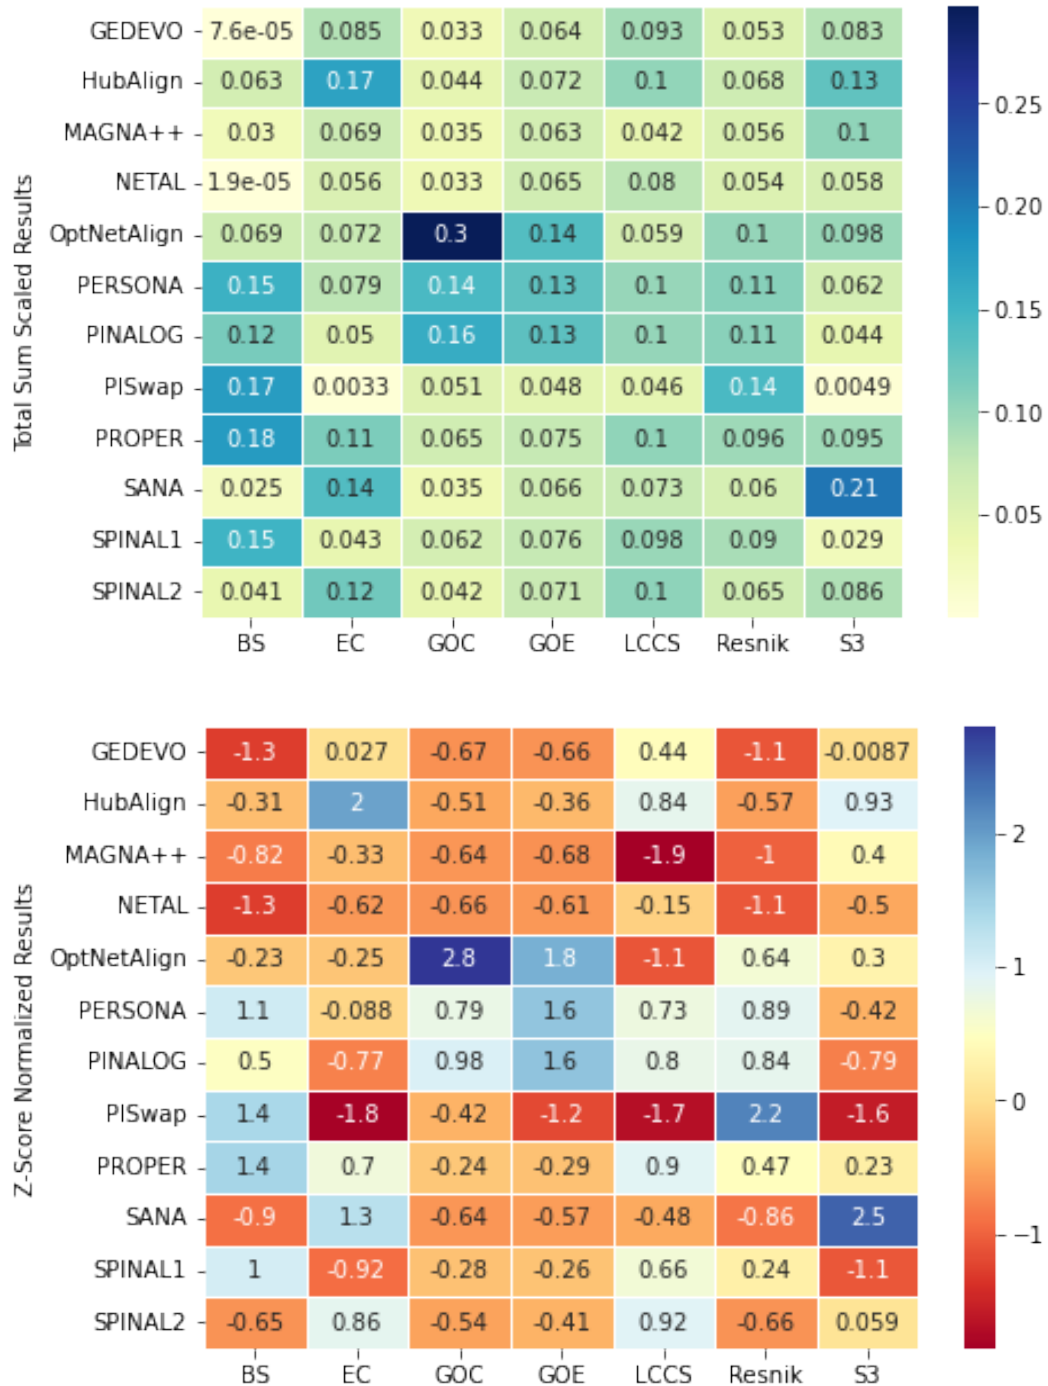 Total Sum Scaled Results
GEDEVO 7.6e-05 0.085 0.033 0.064 0.093 0.053 0.083
HubAlign 0.063 0.17 0.044 0.072 0.1 0.068 0.13
MAGNA++ 0.03 0.069 0.035 0.063 0.042 0.056 0.1
NETAL 1.9e-05 0.056 0.033 0.065 0.08 0.054 0.058
OptNetAlign 0.069 0.072 0.3 0.14 0.059 0.1 0.098
PERSONA 0.15 0.079 0.14 0.13 0.1 0.11 0.062
PINALOG 0.12 0.05 0.16 0.13 0.1 0.11 0.044
PISwap 0.17 0.0033 0.051 0.048 0.046 0.14 0.0049
PROPER 0.18 0.11 0.065 0.075 0.1 0.096 0.095
SANA 0.025 0.14 0.035 0.066 0.073 0.06 0.21
SPINAL1 0.15 0.043 0.062 0.076 0.098 0.09 0.029
SPINAL2 0.041 0.12 0.042 0.071 0.1 0.065 0.086
BS EC GOC GOE LCCS Resnik S3
0.25
0.20
0.15
0.10
0.05
Z-Score Normalized Results
GEDEVO -1.3 0.027 -0.67 -0.66 0.44 -1.1 -0.0087
HubAlign -0.31 2 -0.51 -0.36 0.84 -0.57 0.93
MAGNA++ -0.82 -0.33 -0.64 -0.68 -1.9 -1 0.4
NETAL -1.3 -0.62 -0.66 -0.61 -0.15 -1.1 -0.5
OptNetAlign -0.23 -0.25 2.8 1.8 -1.1 0.64 0.3
PERSONA 1.1 -0.088 0.79 1.6 0.73 0.89 -0.42
PINALOG 0.5 -0.77 0.98 1.6 0.8 0.84 -0.79
PISwap 1.4 -1.8 -0.42 -1.2 -1.7 2.2 -1.6
PROPER 1.4 0.7 -0.24 -0.29 0.9 0.47 0.23
SANA -0.9 1.3 -0.64 -0.57 -0.48 -0.86 2.5
SPINAL1 1 -0.92 -0.28 -0.26 0.66 0.24 -1.1
SPINAL2 -0.65 0.86 -0.54 -0.41 0.92 -0.66 0.059
BS EC GOC GOE LCCS Resnik S3
2
1
0
−1